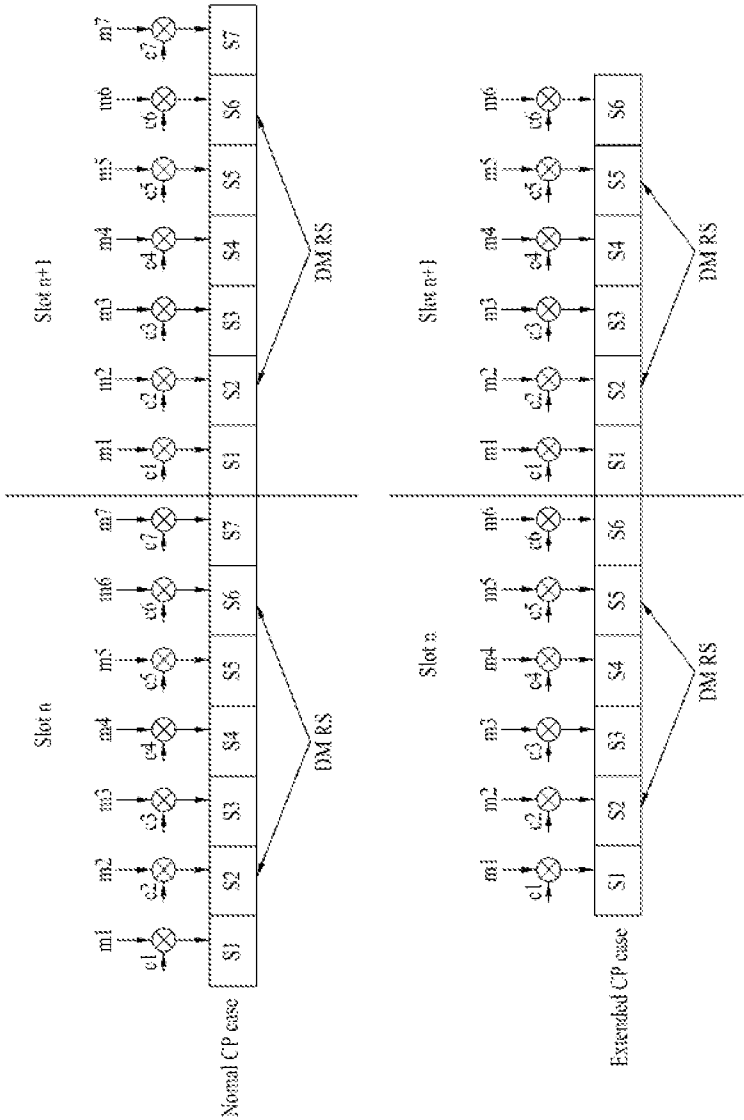 Slot n Slot n+1
m1 m2 m3 m4 m5 m6 m7 m1 m2 m3 m4 m5 m6 m7
c1 c2 c3 c4 c5 c6 c7 c1 c2 c3 c4 c5 c6 c7
S1 S2 S3 S4 S5 S6 S7 S1 S2 S3 S4 S5 S6 S7
Nomal CP case
DM RS DM RS
Slot n Slot n+1
m1 m2 m3 m4 m5 m6 m1 m2 m3 m4 m5 m6
c1 c2 c3 c4 c5 c6 c1 c2 c3 c4 c5 c6
S1 S2 S3 S4 S5 S6 S1 S2 S3 S4 S5 S6
Extended CP case
DM RS DM RS